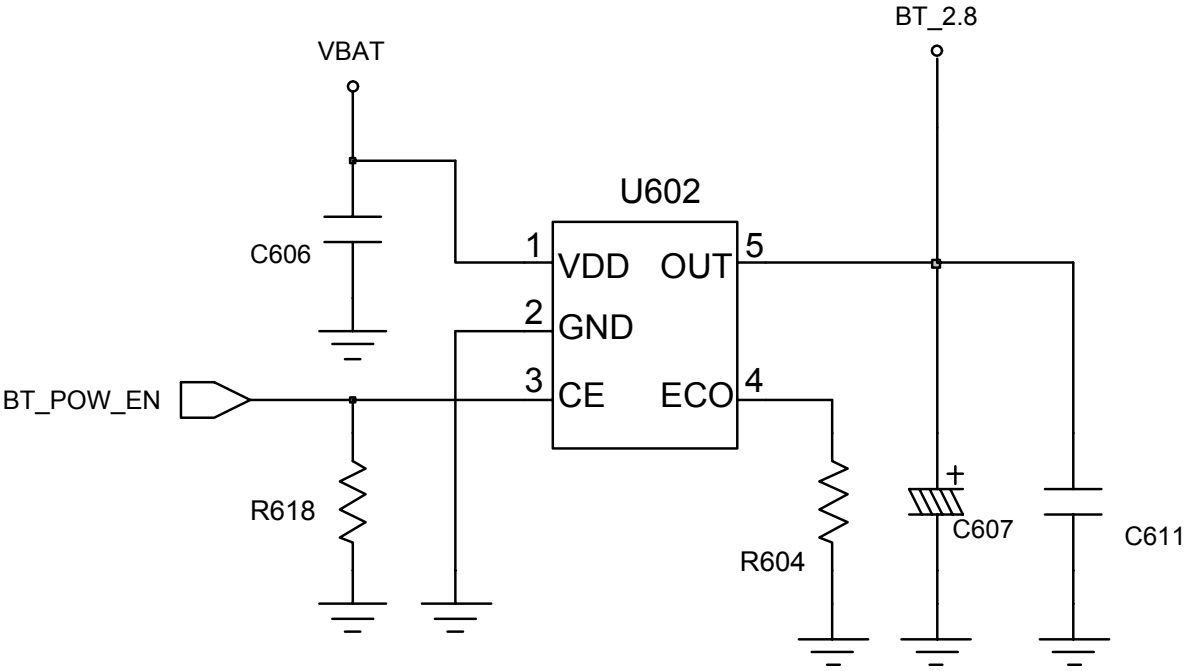 BT_2.8
VBAT
U602
C606
1
VDD
OUT
5
2
GND
BT_POW_EN
3
CE
ECO
4
R618
+
C607
C611
R604